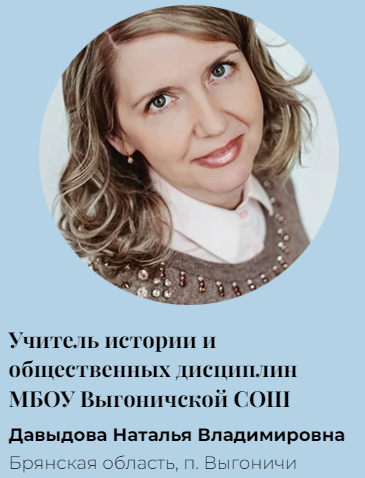 Учитель истории и
общественных дисциплин
МБОУ Выгоничской СОШ
Давыдова Наталья Владимировна
Брянская область, п. Выгоничи